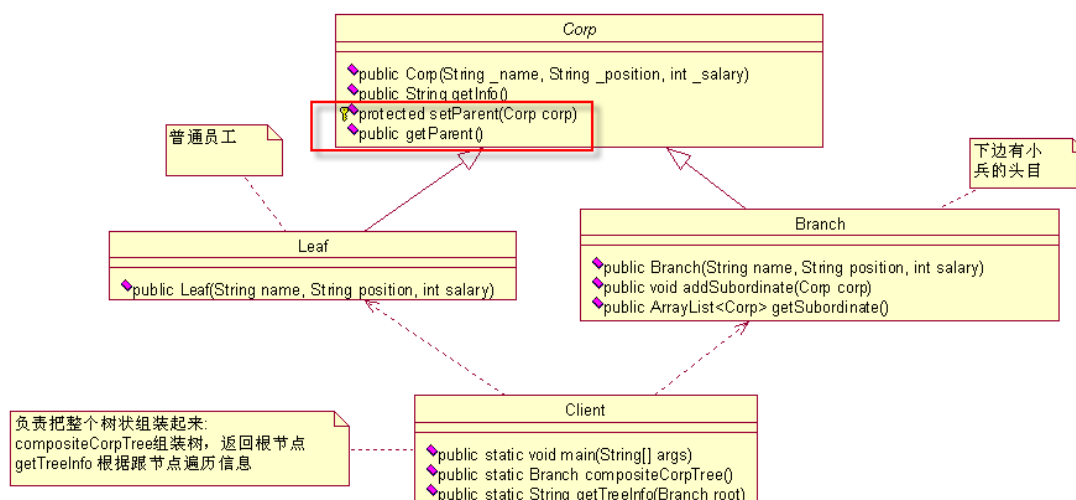 Corp
public Corp(String _name, String _position, int _salary)
public String getInfo()
protected setParent(Corp corp)
public getParent()
普通员工
下边有小
兵的头目
Leaf
public Leaf(String name, String position, int salary)
Branch
public Branch(String name, String position, int salary)
public void addSubordinate(Corp corp)
public ArrayList<Corp> getSubordinate()
负责把整个树状组装起来:
compositeCorpTree组装树，返回根节点
getTreeInfo 根据跟节点遍历信息
Client
public static void main(String[] args)
public static Branch compositeCorpTree()
public static String getTreeInfo(Branch root)